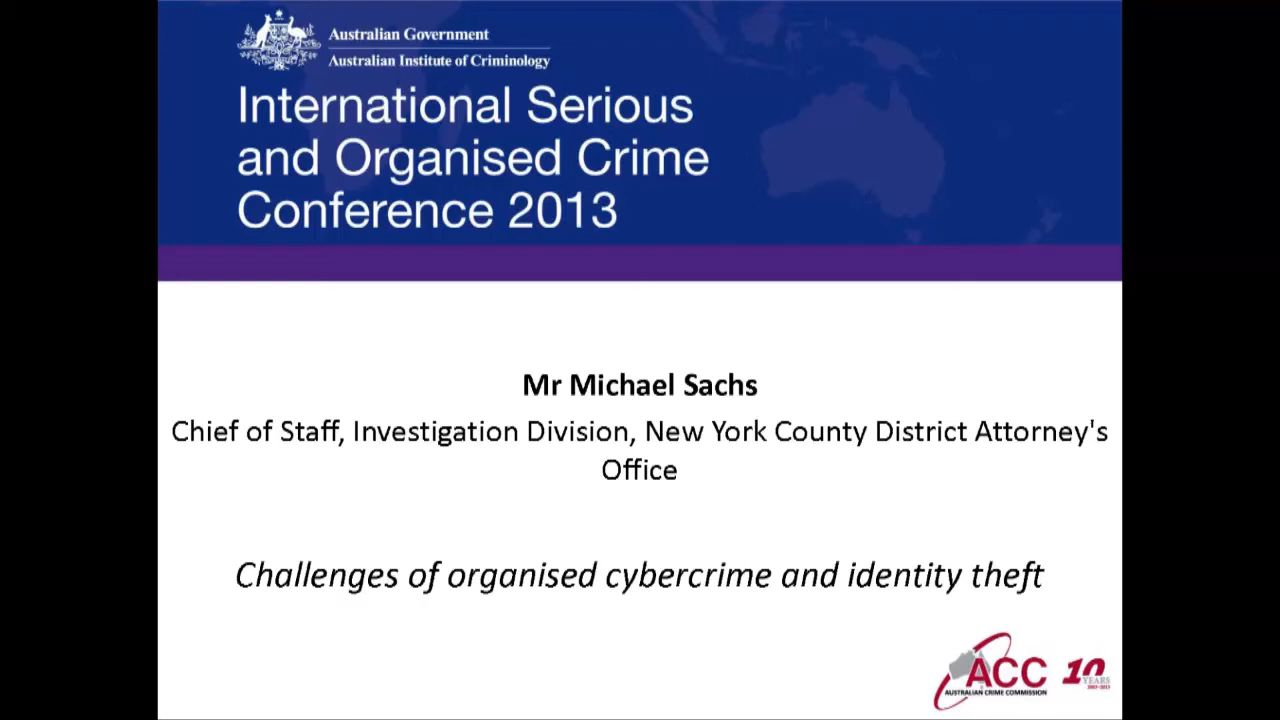 Australian Government
Australian Institute of Criminology
International Serious
and Organised Crime
Conference 2013
Mr Michael Sachs
Chief of Staff, Investigation Division, New York County District Attorney's
Office
Challenges of organised cybercrime and identity theft
ACC
AUSTRALIAN CRIME COMMISSION
10
YEARS
2003-2013